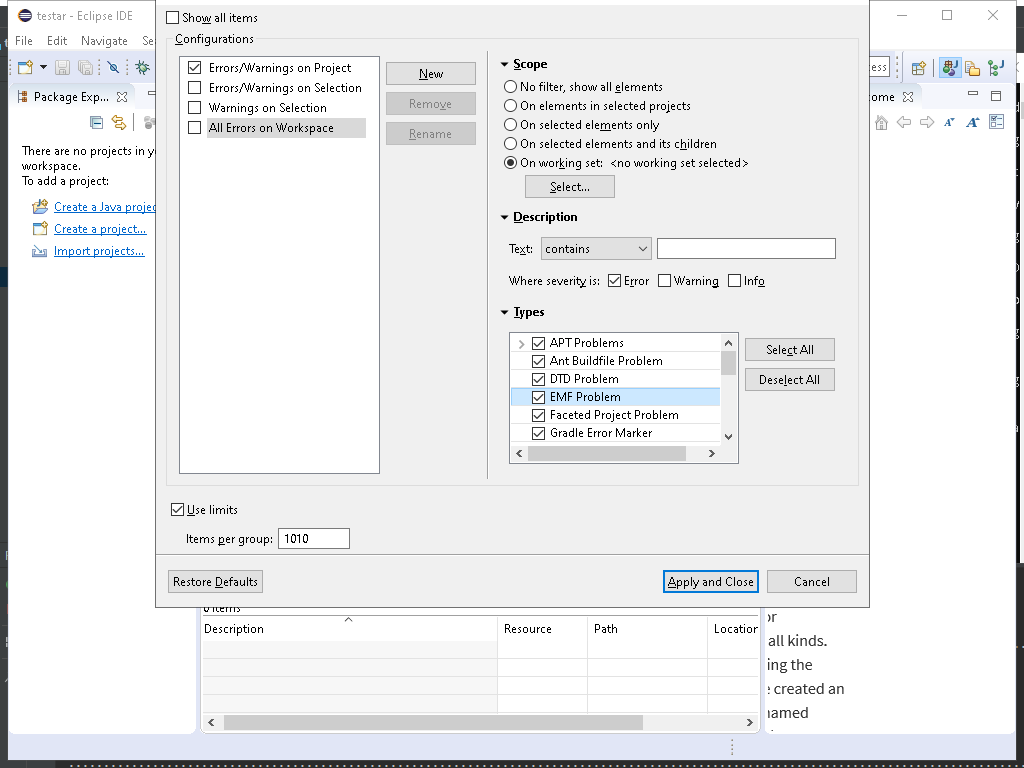 testar - Eclipse IDE
File Edit Navigate
Package Exp...
There are no projects in
workspace.
To add a project:
Create a Java
Create a project...
Import projects...
Show all items
Configurations
Errors/Warnings on Project
Errors/Warnings on Selection
Warnings on Selection
All Errors on Workspace
New
Remove
Rename
Scope
No filter, show all elements
On elements in selected projects
On selected elements only
On selected elements and its children
On working set: <no working set selected>
Select...
Description
Text: contains
Where severity is: Error Warning Info
Types
APT Problems
Ant Buildfile Problem
DTD Problem
EMF Problem
Faceted Project Problem
Gradle Error Marker
Select All
Deselect All
Use limits
Items per group: 1010
Restore Defaults
Apply and Close
Cancel
0 items
Description Resource Path Location
all kinds.
ing the
created an
named